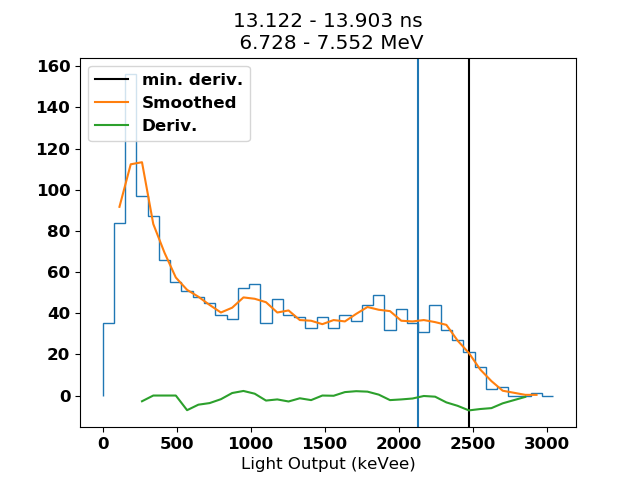 13.122 - 13.903 ns
6.728 - 7.552 MeV
160
140
120
100
80
60
40
20
0
min. deriv.
Smoothed
Deriv.
0 500 1000 1500 2000 2500 3000
Light Output (keVee)